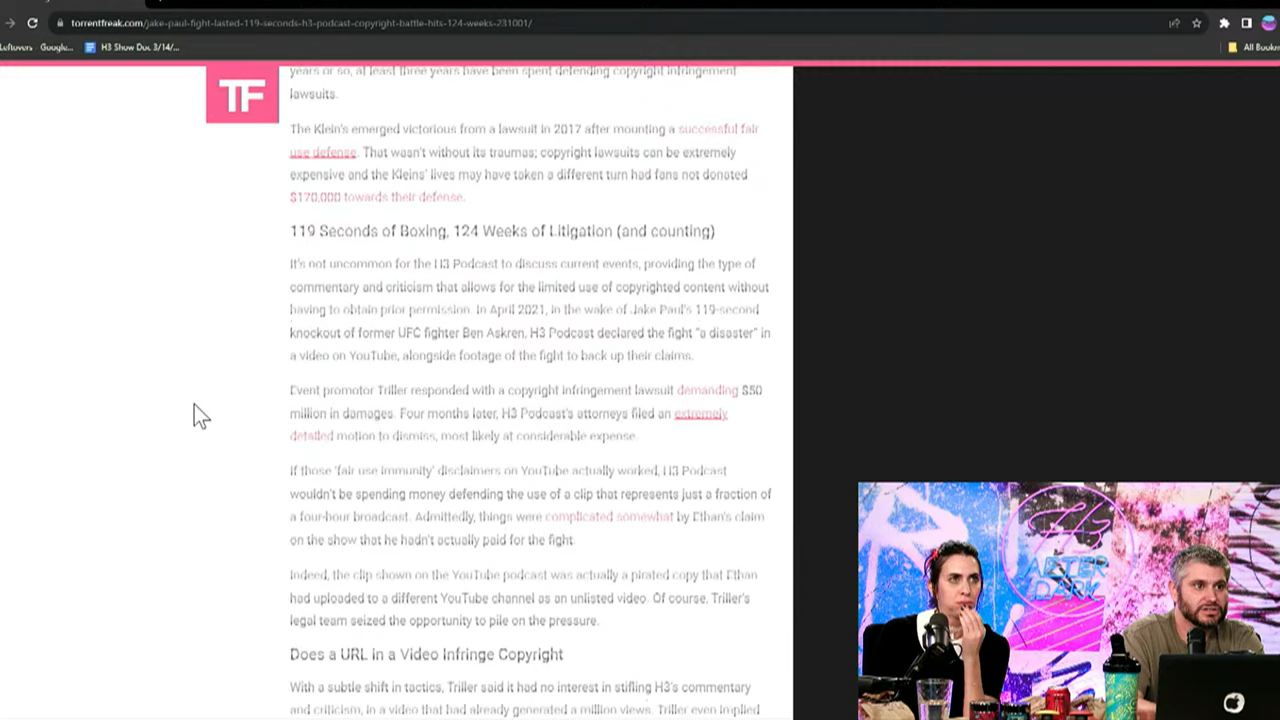 torrentfreak.com/jake-paul-fight-lasted-119-seconds-h3-podcast-copyright-battle-hits-124-weeks-231001/
Leftovers - Google...
H3 Show Doc 3/14/...
All Bookm
TF
years or so, at least three years have been spent defending copyright infringement
lawsuits.
The Klein's emerged victorious from a lawsuit in 2017 after mounting a successful fair
use defense. That wasn't without its traumas; copyright lawsuits can be extremely
expensive and the Kleins' lives may have taken a different turn had fans not donated
$170,000 towards their defense.
119 Seconds of Boxing, 124 Weeks of Litigation (and counting)
It's not uncommon for the H3 Podcast to discuss current events, providing the type of
commentary and criticism that allows for the limited use of copyrighted content without
having to obtain prior permission. In April 2021, in the wake of Jake Paul's 119-second
knockout of former UFC fighter Ben Askren, H3 Podcast declared the fight "a disaster" in
a video on YouTube, alongside footage of the fight to back up their claims.
Event promotor Triller responded with a copyright infringement lawsuit demanding $50
million in damages. Four months later, H3 Podcast's attorneys filed an extremely
detailed motion to dismiss, most likely at considerable expense.
If those 'fair use immunity' disclaimers on YouTube actually worked, H3 Podcast
wouldn't be spending money defending the use of a clip that represents just a fraction of
a four-hour broadcast. Admittedly, things were complicated somewhat by Ethan's claim
on the show that he hadn't actually paid for the fight
Indeed, the clip shown on the YouTube podcast was actually a pirated copy that Ethan
had uploaded to a different YouTube channel as an unlisted video. Of course, Triller's
legal team seized the opportunity to pile on the pressure.
Does a URL in a Video Infringe Copyright
With a subtle shift in tactics, Triller said it had no interest in stifling H3's commentary
and criticism in a video that had already generated a million views. Triller even implied
H3
AFTER
DARK